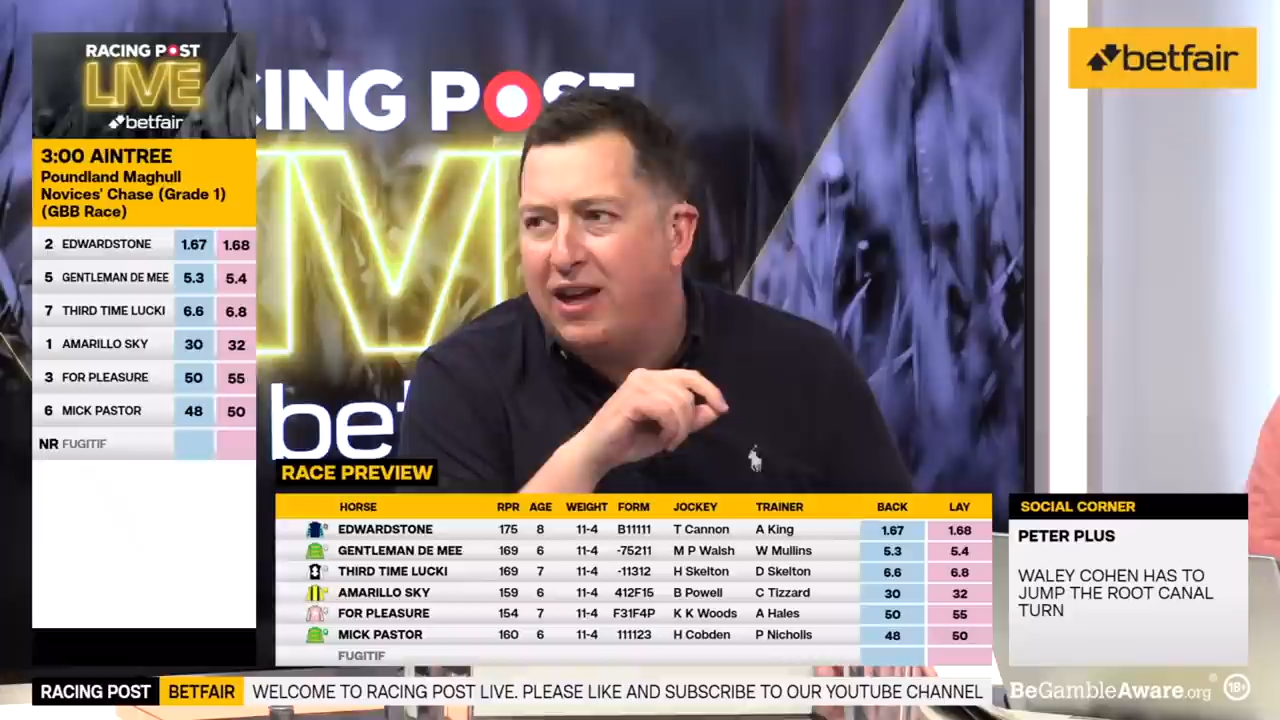 RACING POST
LIVE
betfair
3:00 AINTREE
Poundland Maghull
Novices' Chase (Grade 1)
(GBB Race)
2 EDWARDSTONE 1.67 1.68
5 GENTLEMAN DE MEE 5.3 5.4
7 THIRD TIME LUCKI 6.6 6.8
1 AMARILLO SKY 30 32
3 FOR PLEASURE 50 55
6 MICK PASTOR 48 50
NR FUGITIF
CING POST
IVE
bet
betfair
RACE PREVIEW
HORSE RPR AGE WEIGHT FORM JOCKEY TRAINER BACK LAY
EDWARDSTONE 175 8 11-4 B11111 T Cannon A King 1.67 1.68
GENTLEMAN DE MEE 169 6 11-4 -75211 M P Walsh W Mullins 5.3 5.4
THIRD TIME LUCKI 169 7 11-4 -11312 H Skelton D Skelton 6.6 6.8
AMARILLO SKY 159 6 11-4 412F15 B Powell C Tizzard 30 32
FOR PLEASURE 154 7 11-4 F31F4P K K Woods A Hales 50 55
MICK PASTOR 160 6 11-4 111123 H Cobden P Nicholls 48 50
FUGITIF
SOCIAL CORNER
PETER PLUS
WALEY COHEN HAS TO
JUMP THE ROOT CANAL
TURN
RACING POST BETFAIR WELCOME TO RACING POST LIVE. PLEASE LIKE AND SUBSCRIBE TO OUR YOUTUBE CHANNEL
BeGambleAware.org 18+